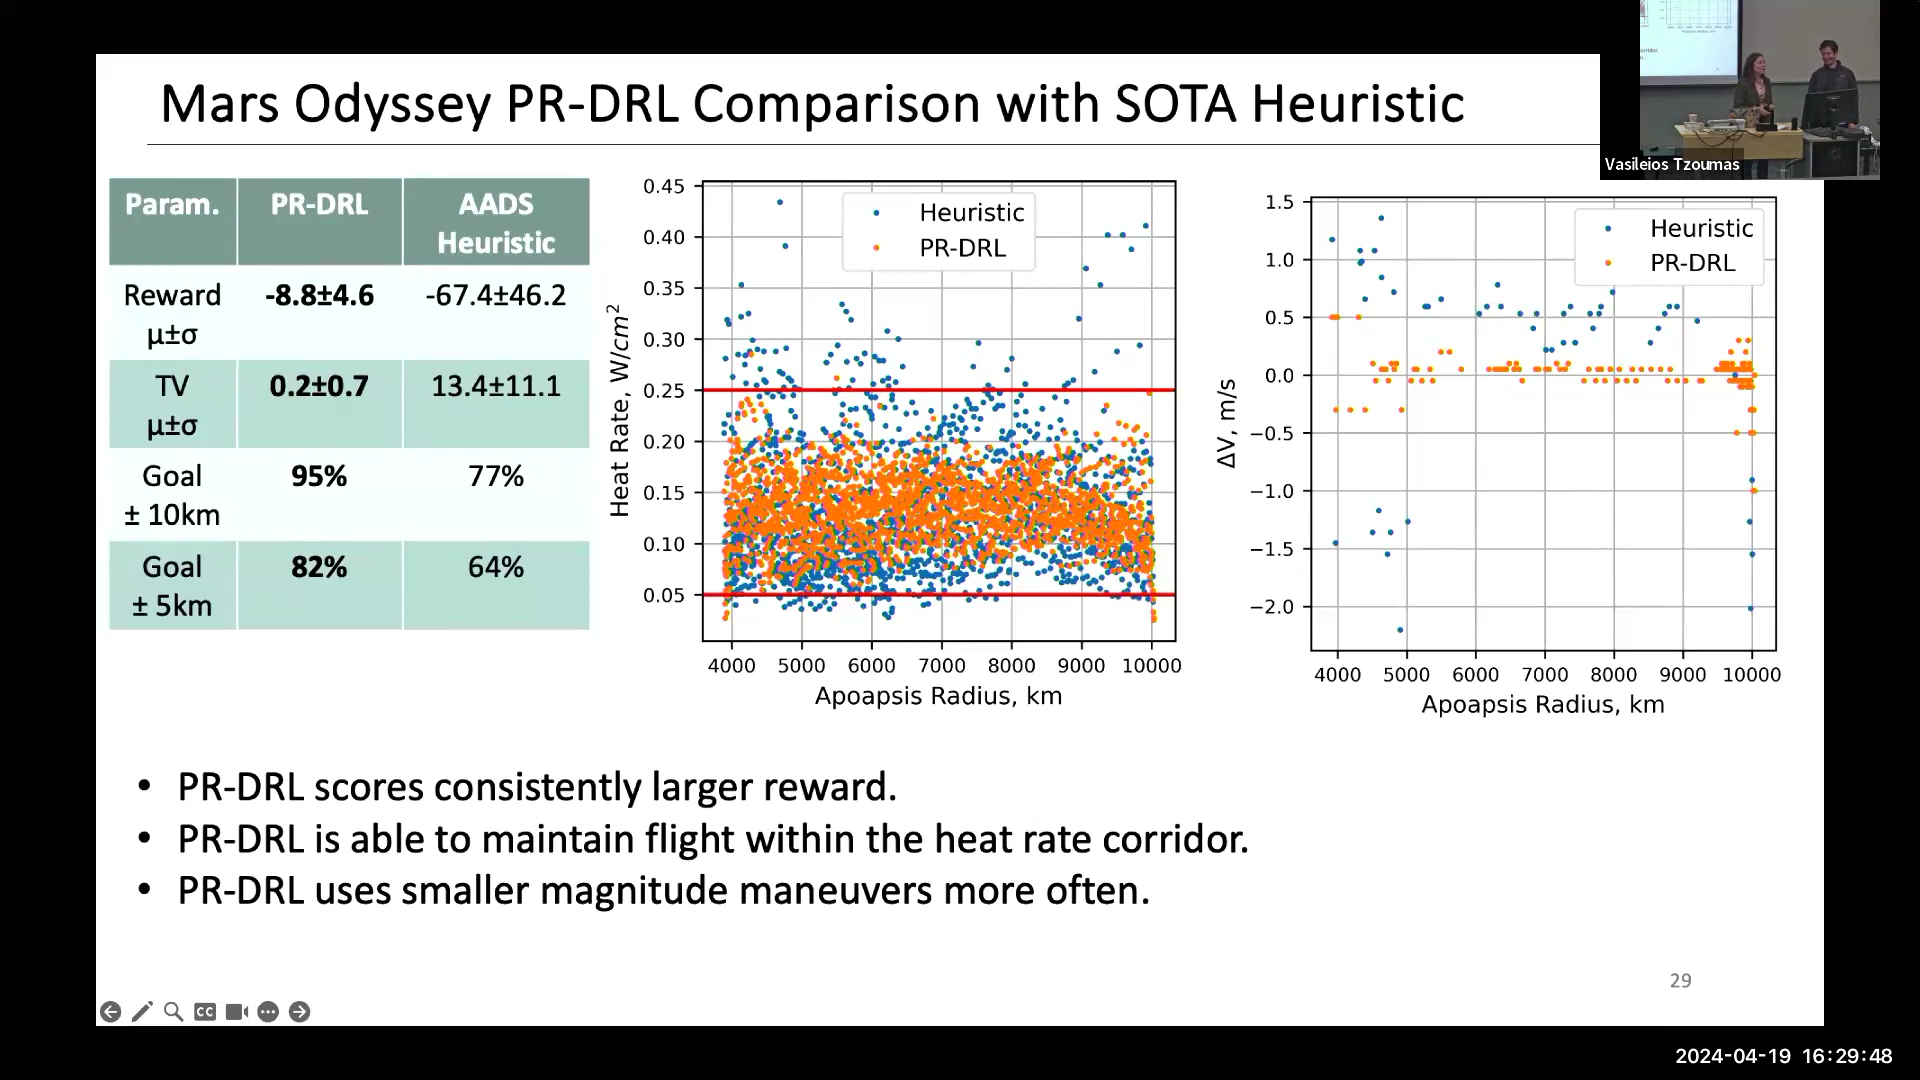 Mars Odyssey PR-DRL Comparison with SOTA Heuristic
Vasileios Tzoumas
Param. PR-DRL AADS Heuristic
Reward μ±σ -8.8±4.6 -67.4±46.2
TV μ±σ 0.2±0.7 13.4±11.1
Goal ± 10km 95% 77%
Goal ± 5km 82% 64%
Heat Rate, W/cm²
0.45
0.40
0.35
0.30
0.25
0.20
0.15
0.10
0.05
Heuristic
PR-DRL
4000 5000 6000 7000 8000 9000 10000
Apoapsis Radius, km
ΔV, m/s
1.5
1.0
0.5
0.0
−0.5
−1.0
−1.5
−2.0
Heuristic
PR-DRL
4000 5000 6000 7000 8000 9000 10000
Apoapsis Radius, km
• PR-DRL scores consistently larger reward.
• PR-DRL is able to maintain flight within the heat rate corridor.
• PR-DRL uses smaller magnitude maneuvers more often.
29
CC
2024-04-19 16:29:48